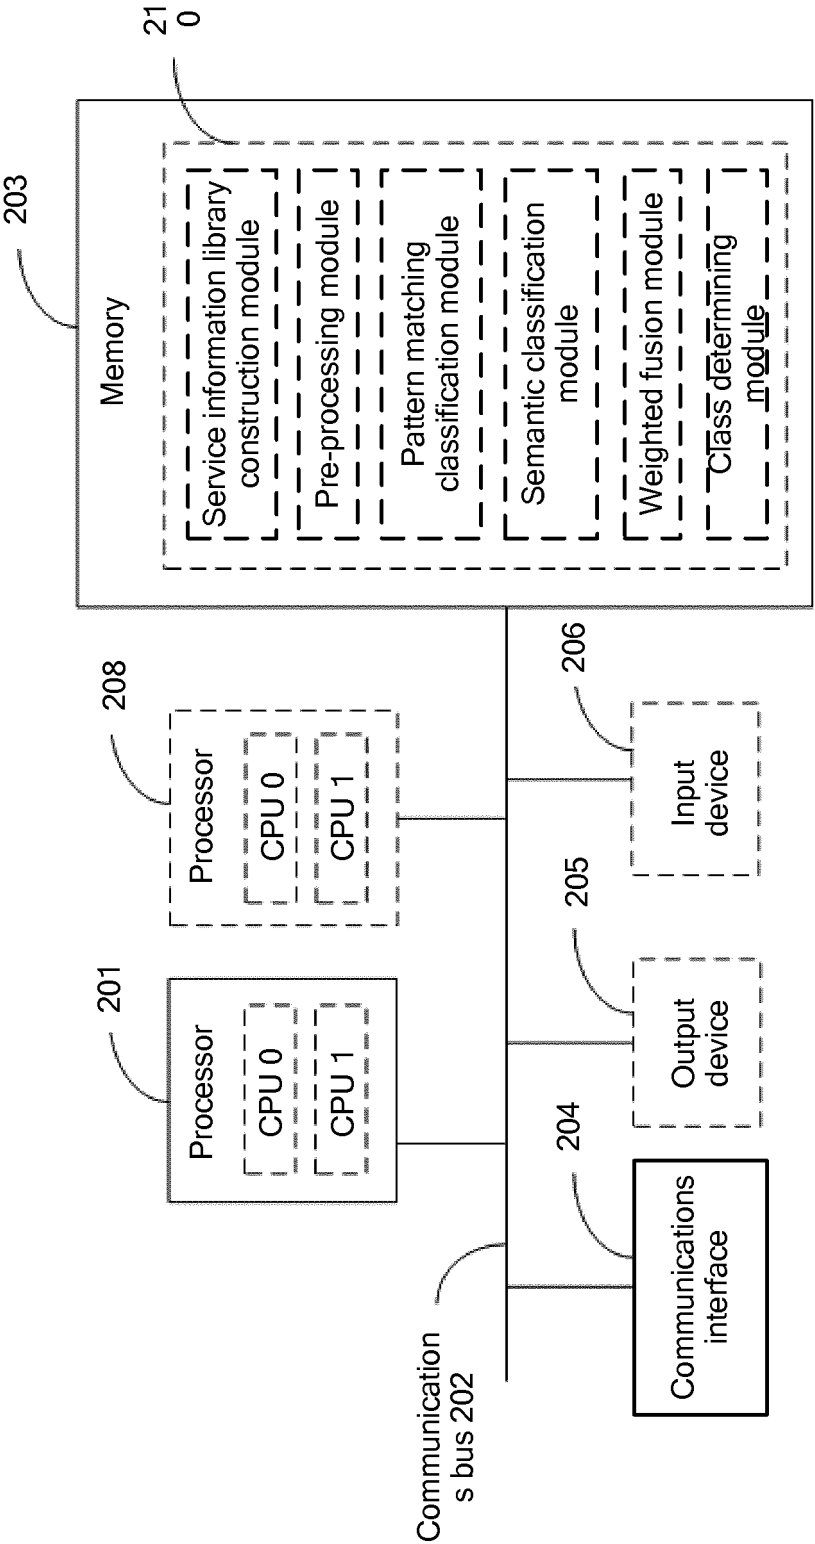 201
Processor
CPU 0
CPU 1
208
Processor
CPU 0
CPU 1
203
Memory
21
0
Service information library
construction module
Pre-processing module
Pattern matching
classification module
Semantic classification
module
Weighted fusion module
Class determining
module
Communication
s bus 202
204
Communications
interface
205
Output
device
206
Input
device